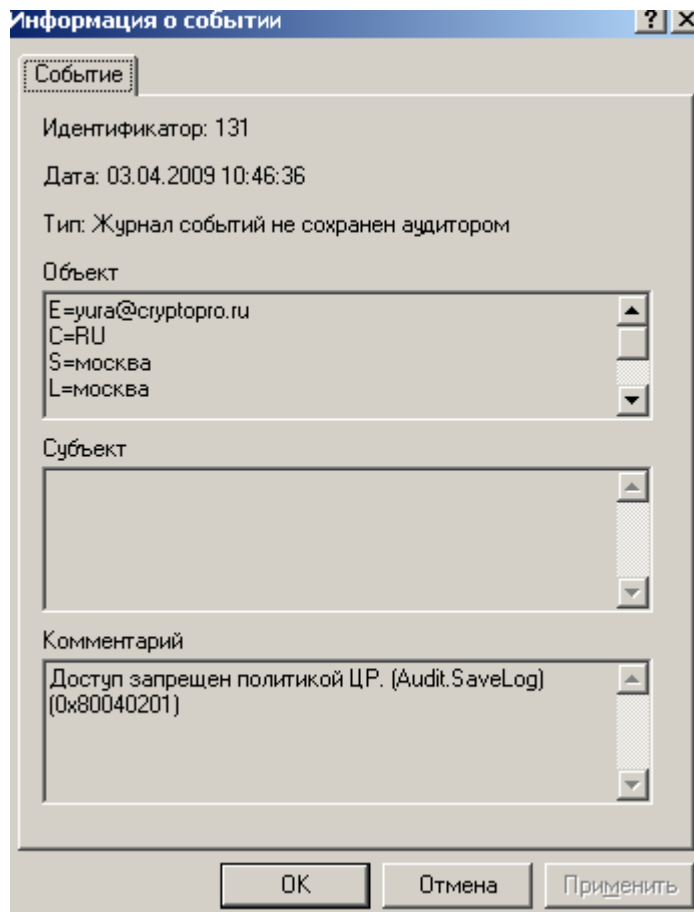 Информация о событии
Событие
Идентификатор: 131
Дата: 03.04.2009 10:46:36
Тип: Журнал событий не сохранен аудитором
Объект
E=yura@cryptopro.ru
C=RU
S=москва
L=москва
Субъект
Комментарий
Доступ запрещен политикой ЦР. (Audit.SaveLog)
(0x80040201)
OK
Отмена
Применить